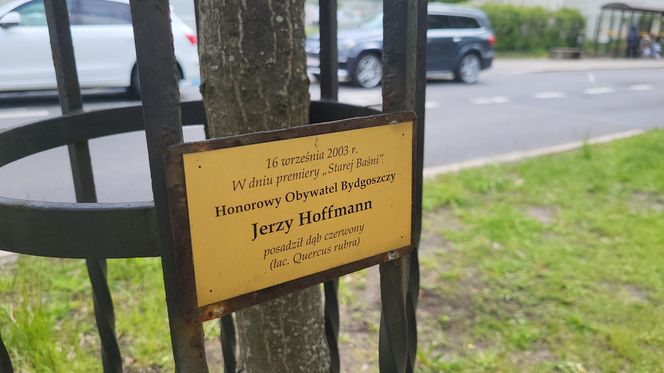 16 września 2003 r.
W dniu premiery „Starej Baśni”
Honorowy Obywatel Bydgoszczy
Jerzy Hoffmann
posadził dąb czerwony
(łac. Quercus rubra)